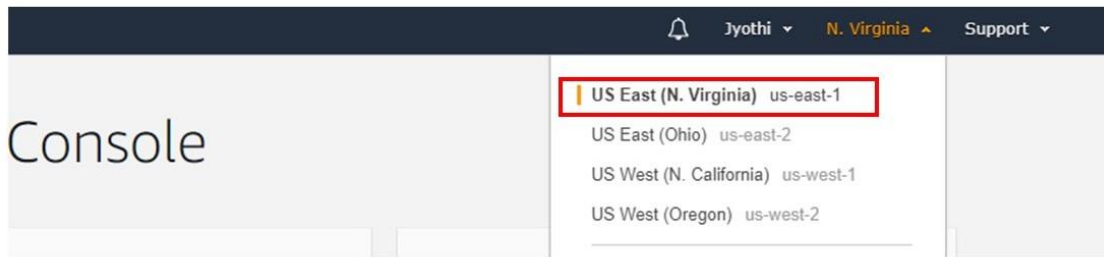 Jyothi N. Virginia Support
US East (N. Virginia) us-east-1
Console
US East (Ohio) us-east-2
US West (N. California) us-west-1
US West (Oregon) us-west-2